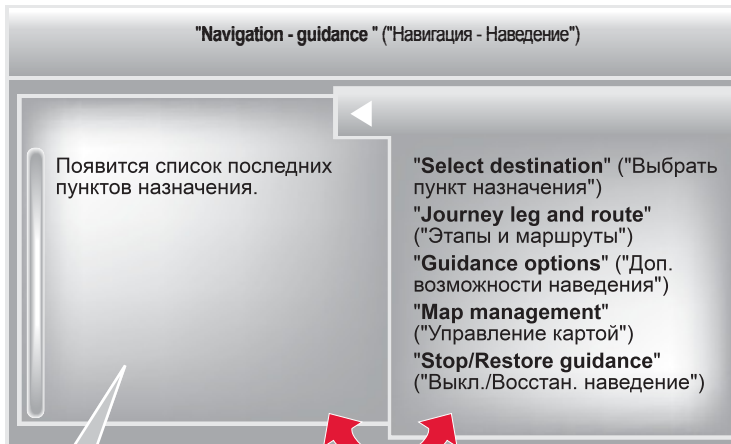 "Navigation - guidance " ("Навигация - Наведение")
Появится список последних
пунктов назначения.
"Select destination" ("Выбрать
пункт назначения")
"Journey leg and route"
("Этапы и маршруты")
"Guidance options" ("Доп.
возможности наведения")
"Map management"
("Управление картой")
"Stop/Restore guidance"
("Выкл./Восстан. наведение")